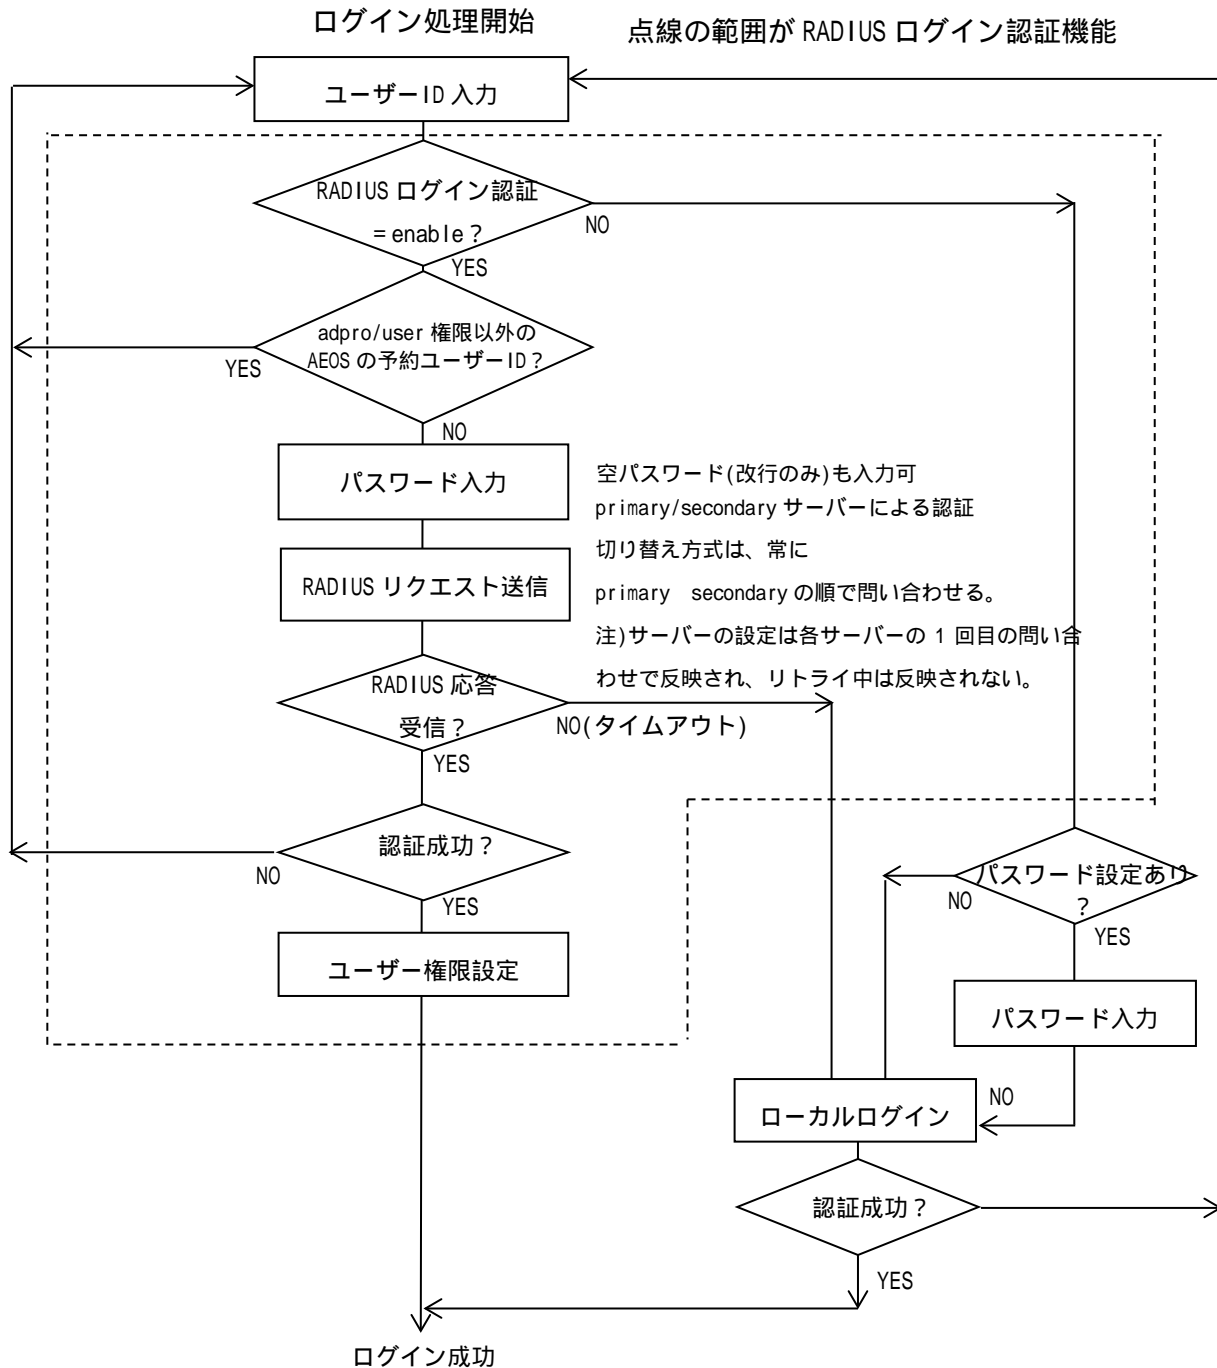 ログイン処理開始
点線の範囲が RADIUS ログイン認証機能
ユーザーID 入力
RADIUS ログイン認証
=enable?
NO
YES
adpro/user 権限以外の
AEOS の予約ユーザーID?
YES
NO
パスワード入力
空パスワード(改行のみ)も入力可
primary/secondary サーバーによる認証
切り替え方式は、常に
primary secondary の順で問い合わせる。
注)サーバーの設定は各サーバーの 1 回目の問い合
わせで反映され、リトライ中は反映されない。
RADIUS リクエスト送信
RADIUS 応答
受信?
NO(タイムアウト)
YES
認証成功?
NO
YES
パスワード設定あり
?
NO
YES
ユーザー権限設定
パスワード入力
ローカルログイン
NO
認証成功?
YES
ログイン成功